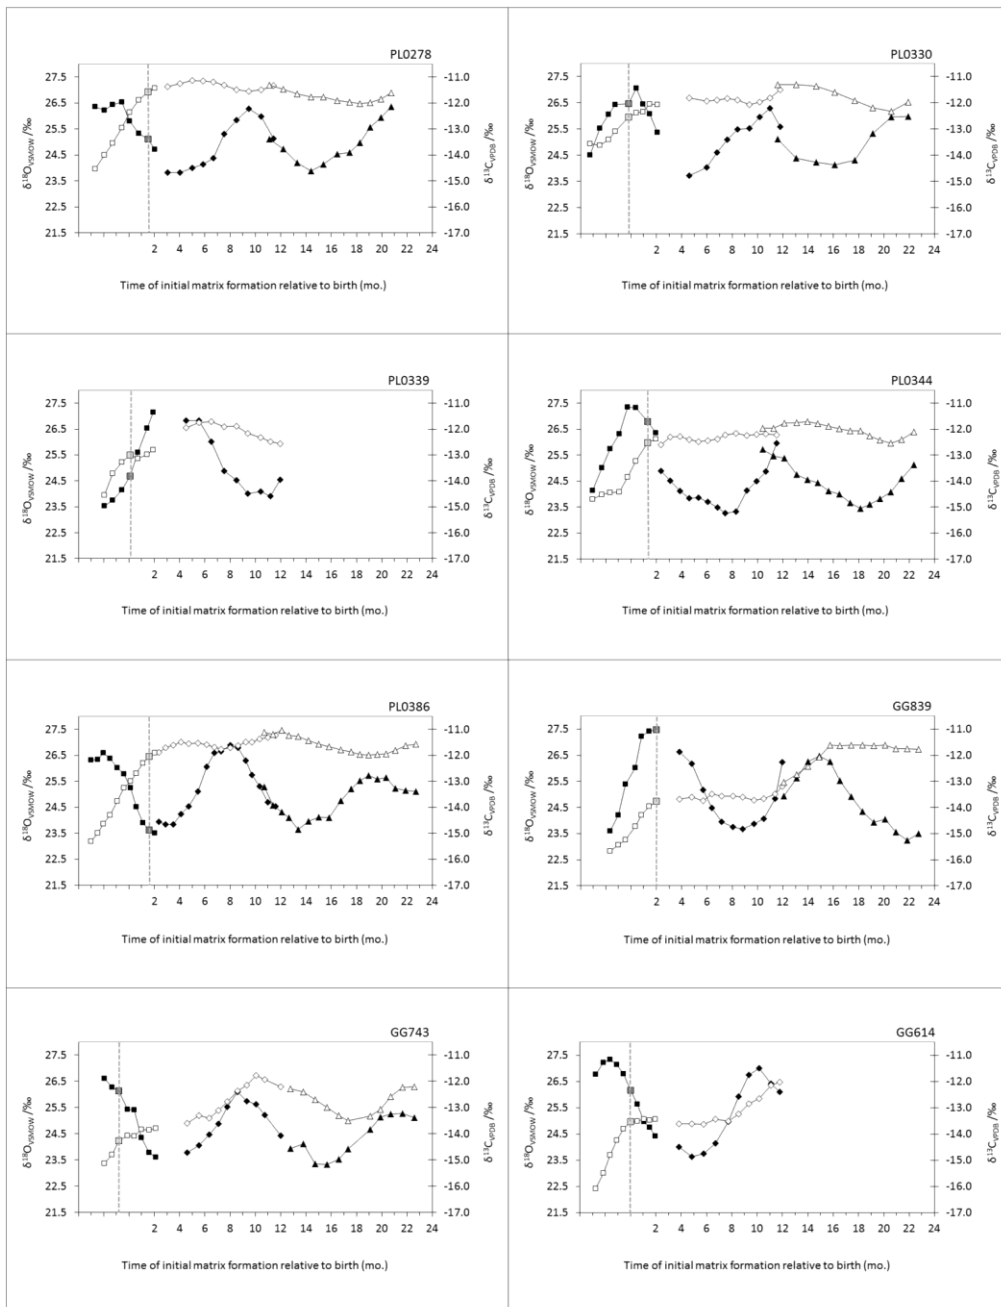 PL0278
27.5 -11.0
26.5 -12.0
25.5 -13.0
24.5 -14.0
23.5 -15.0
22.5 -16.0
21.5 -17.0
δ18OVSMOW /‰
δ13CVPDB /‰
2 4 6 8 10 12 14 16 18 20 22 24
Time of initial matrix formation relative to birth (mo.)
PL0330
27.5 -11.0
26.5 -12.0
25.5 -13.0
24.5 -14.0
23.5 -15.0
22.5 -16.0
21.5 -17.0
δ18OVSMOW /‰
δ13CVPDB /‰
2 4 6 8 10 12 14 16 18 20 22 24
Time of initial matrix formation relative to birth (mo.)
PL0339
27.5 -11.0
26.5 -12.0
25.5 -13.0
24.5 -14.0
23.5 -15.0
22.5 -16.0
21.5 -17.0
δ18OVSMOW /‰
δ13CVPDB /‰
2 4 6 8 10 12 14 16 18 20 22 24
Time of initial matrix formation relative to birth (mo.)
PL0344
27.5 -11.0
26.5 -12.0
25.5 -13.0
24.5 -14.0
23.5 -15.0
22.5 -16.0
21.5 -17.0
δ18OVSMOW /‰
δ13CVPDB /‰
2 4 6 8 10 12 14 16 18 20 22 24
Time of initial matrix formation relative to birth (mo.)
PL0386
27.5 -11.0
26.5 -12.0
25.5 -13.0
24.5 -14.0
23.5 -15.0
22.5 -16.0
21.5 -17.0
δ18OVSMOW /‰
δ13CVPDB /‰
2 4 6 8 10 12 14 16 18 20 22 24
Time of initial matrix formation relative to birth (mo.)
GG839
27.5 -11.0
26.5 -12.0
25.5 -13.0
24.5 -14.0
23.5 -15.0
22.5 -16.0
21.5 -17.0
δ18OVSMOW /‰
δ13CVPDB /‰
2 4 6 8 10 12 14 16 18 20 22 24
Time of initial matrix formation relative to birth (mo.)
GG743
27.5 -11.0
26.5 -12.0
25.5 -13.0
24.5 -14.0
23.5 -15.0
22.5 -16.0
21.5 -17.0
δ18OVSMOW /‰
δ13CVPDB /‰
2 4 6 8 10 12 14 16 18 20 22 24
Time of initial matrix formation relative to birth (mo.)
GG614
27.5 -11.0
26.5 -12.0
25.5 -13.0
24.5 -14.0
23.5 -15.0
22.5 -16.0
21.5 -17.0
δ18OVSMOW /‰
δ13CVPDB /‰
2 4 6 8 10 12 14 16 18 20 22 24
Time of initial matrix formation relative to birth (mo.)